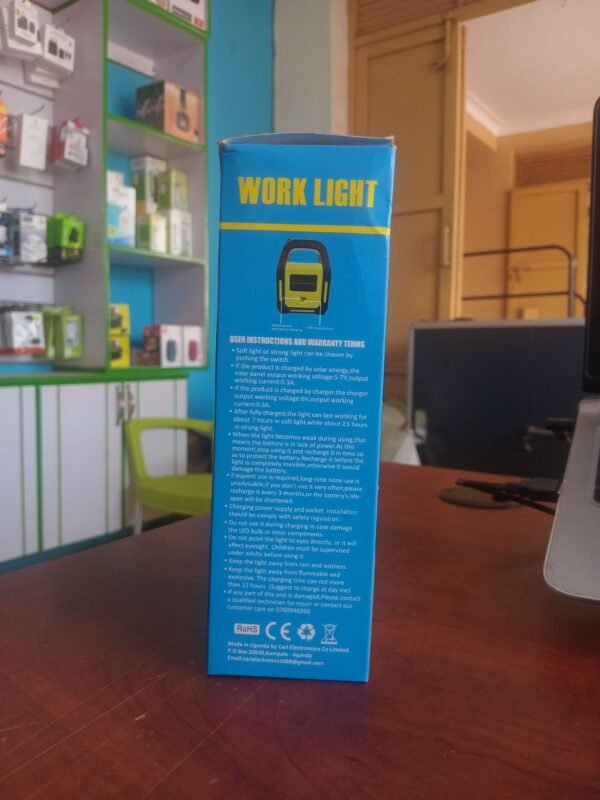 WORK LIGHT
USER INSTRUCTIONS AND WARRANTY TERMS
• Soft light or strong light can be chosen by
pushing the switch.
• If the product is charged by solar energy,the
solar panel output working voltage:5-7V,output
working current:0.3A.
• If the product is charged by charger,the charger
output working voltage:6V,output working
current:0.3A.
• After fully charged,the light can last working for
about 7 hours in soft light,while about 2.5 hours
in strong light.
• When the light becomes weak during using,that
means the battery is in lack of power.At this
moment,stop using it and recharge it in time so
as to protect the battery.Recharge it before the
light is completely invisible,otherwise it would
damage the battery.
• Frequent use is required,long-time none use is
unadvisable,if you don't use it very often,please
recharge it every 3 months,or the battery's life-
span will be shortened.
• Charging power supply and socket installation
should be comply with safety regulation.
• Do not use it during charging in case damage
the LED bulb or inner components.
• Do not point the light to eyes directly, or it will
affect eyesight. Children must be supervised
under adults before using it.
• Keep the light away from rain and wetness.
• Keep the light away from flammable and
explosive. The charging time can not more
than 12 hours. (Suggest to charge at day me)
• If any part of this unit is damaged,Please contact
a qualified technician for repair or contact our
customer care on 0760946990
RoHS CE
Made in Uganda by Carl Electronics Co Limited
P.O Box 33930.Kampala - Uganda
Email:carlelectronics1688@gmail.com